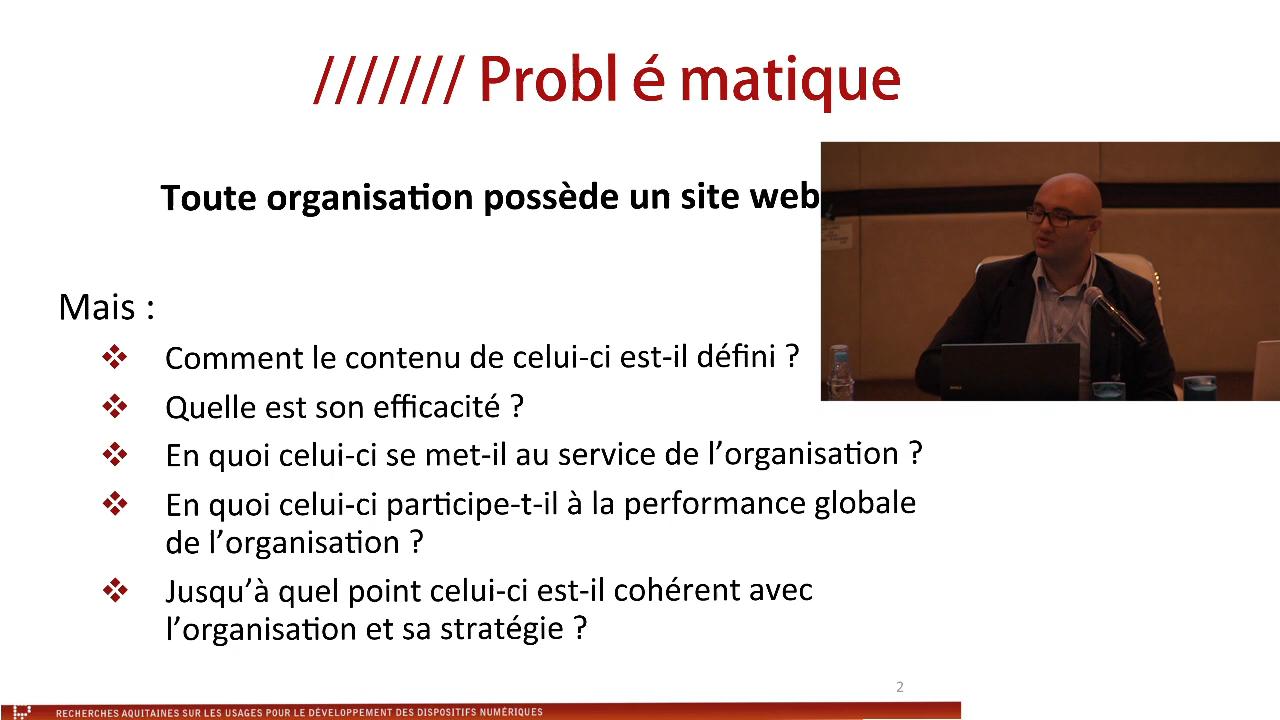 /////// Probl é matique
Toute organisation possède un site web
Mais :
❖ Comment le contenu de celui-ci est-il défini ?
❖ Quelle est son efficacité ?
❖ En quoi celui-ci se met-il au service de l’organisation ?
❖ En quoi celui-ci participe-t-il à la performance globale
de l’organisation ?
❖ Jusqu’à quel point celui-ci est-il cohérent avec
l’organisation et sa stratégie ?
2
RECHERCHES AQUITAINES SUR LES USAGES POUR LE DÉVELOPPEMENT DES DISPOSITIFS NUMÉRIQUES